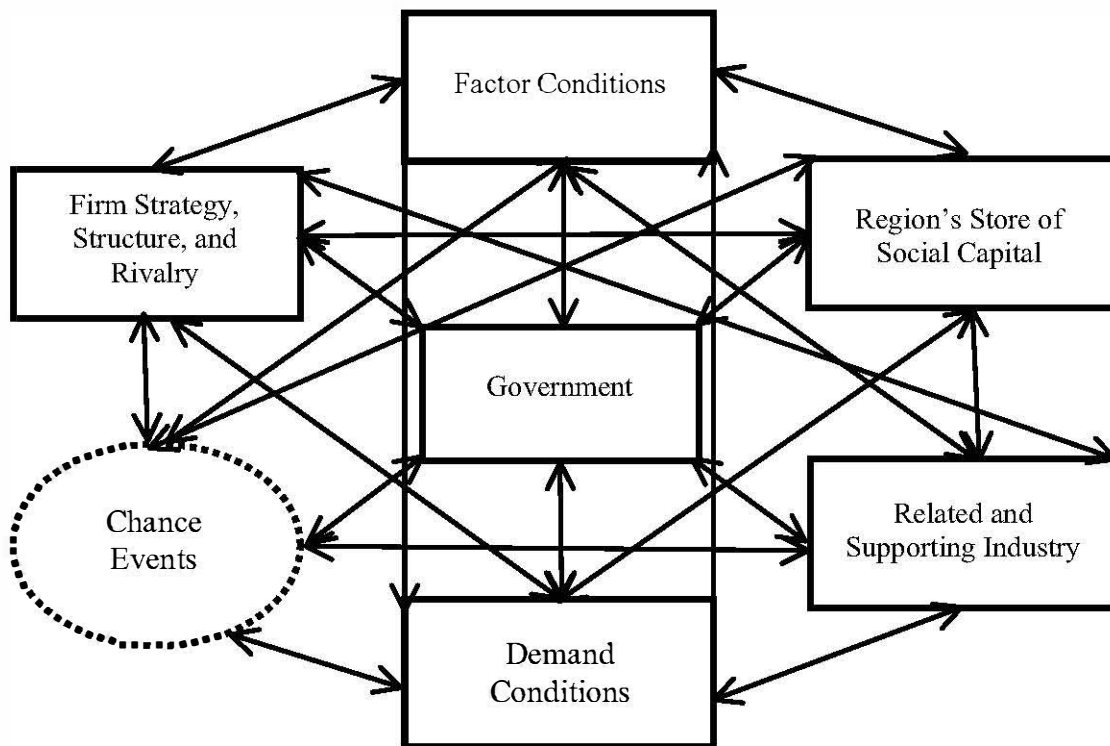 Factor Conditions
Firm Strategy,
Structure, and
Rivalry
Region’s Store of
Social Capital
Government
Chance
Events
Related and
Supporting Industry
Demand
Conditions